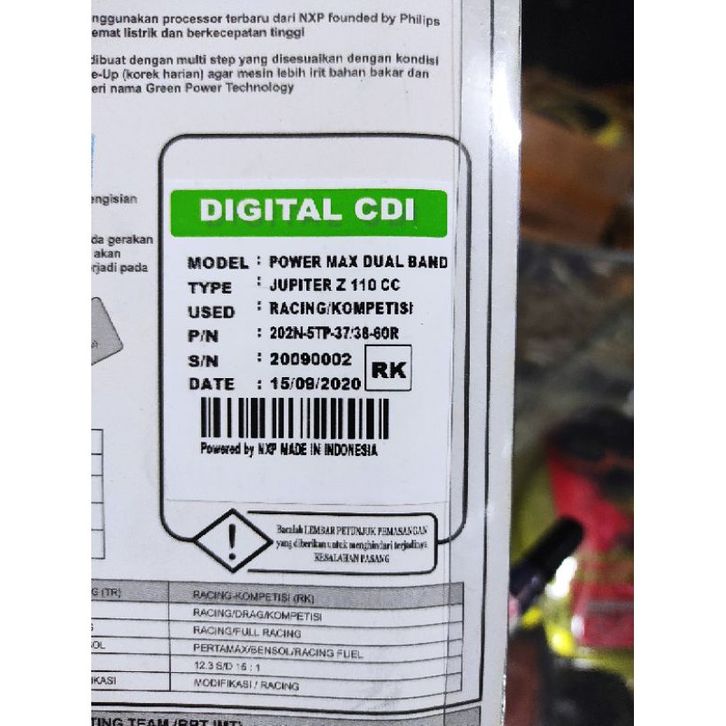 nggunakan processor terbaru dari NXP founded by Philips
emat listrik dan berkecepatan tinggi
dibuat dengan multi step yang disesuaikan dengan kondisi
e-Up (korek harian) agar mesin lebih irit bahan bakar dan
eri nama Green Power Technology
engisian
da gerakan
akan
rjadi pada
DIGITAL CDI
MODEL : POWER MAX DUAL BAND
TYPE : JUPITER Z 110 CC
USED : RACING/KOMPETISI
P/N : 202N-5TP-37/38-60R
S/N : 20090002
DATE : 15/09/2020
RK
Powered by NXP MADE IN INDONESIA
Bacalah LEMBAR PETUNJUK PEMASANGAN
yang diberikan untuk menghindari terjadinya
KESALAHAN PASANG
G (TR) RACING-KOMPETISI (RK)
RACING/DRAG/KOMPETISI
S RACING/FULL RACING
SOL PERTAMAX/BENSOL/RACING FUEL
12.3 S/D 15 : 1
IKASI MODIFIKASI / RACING
TING TEAM (RRT IMT)